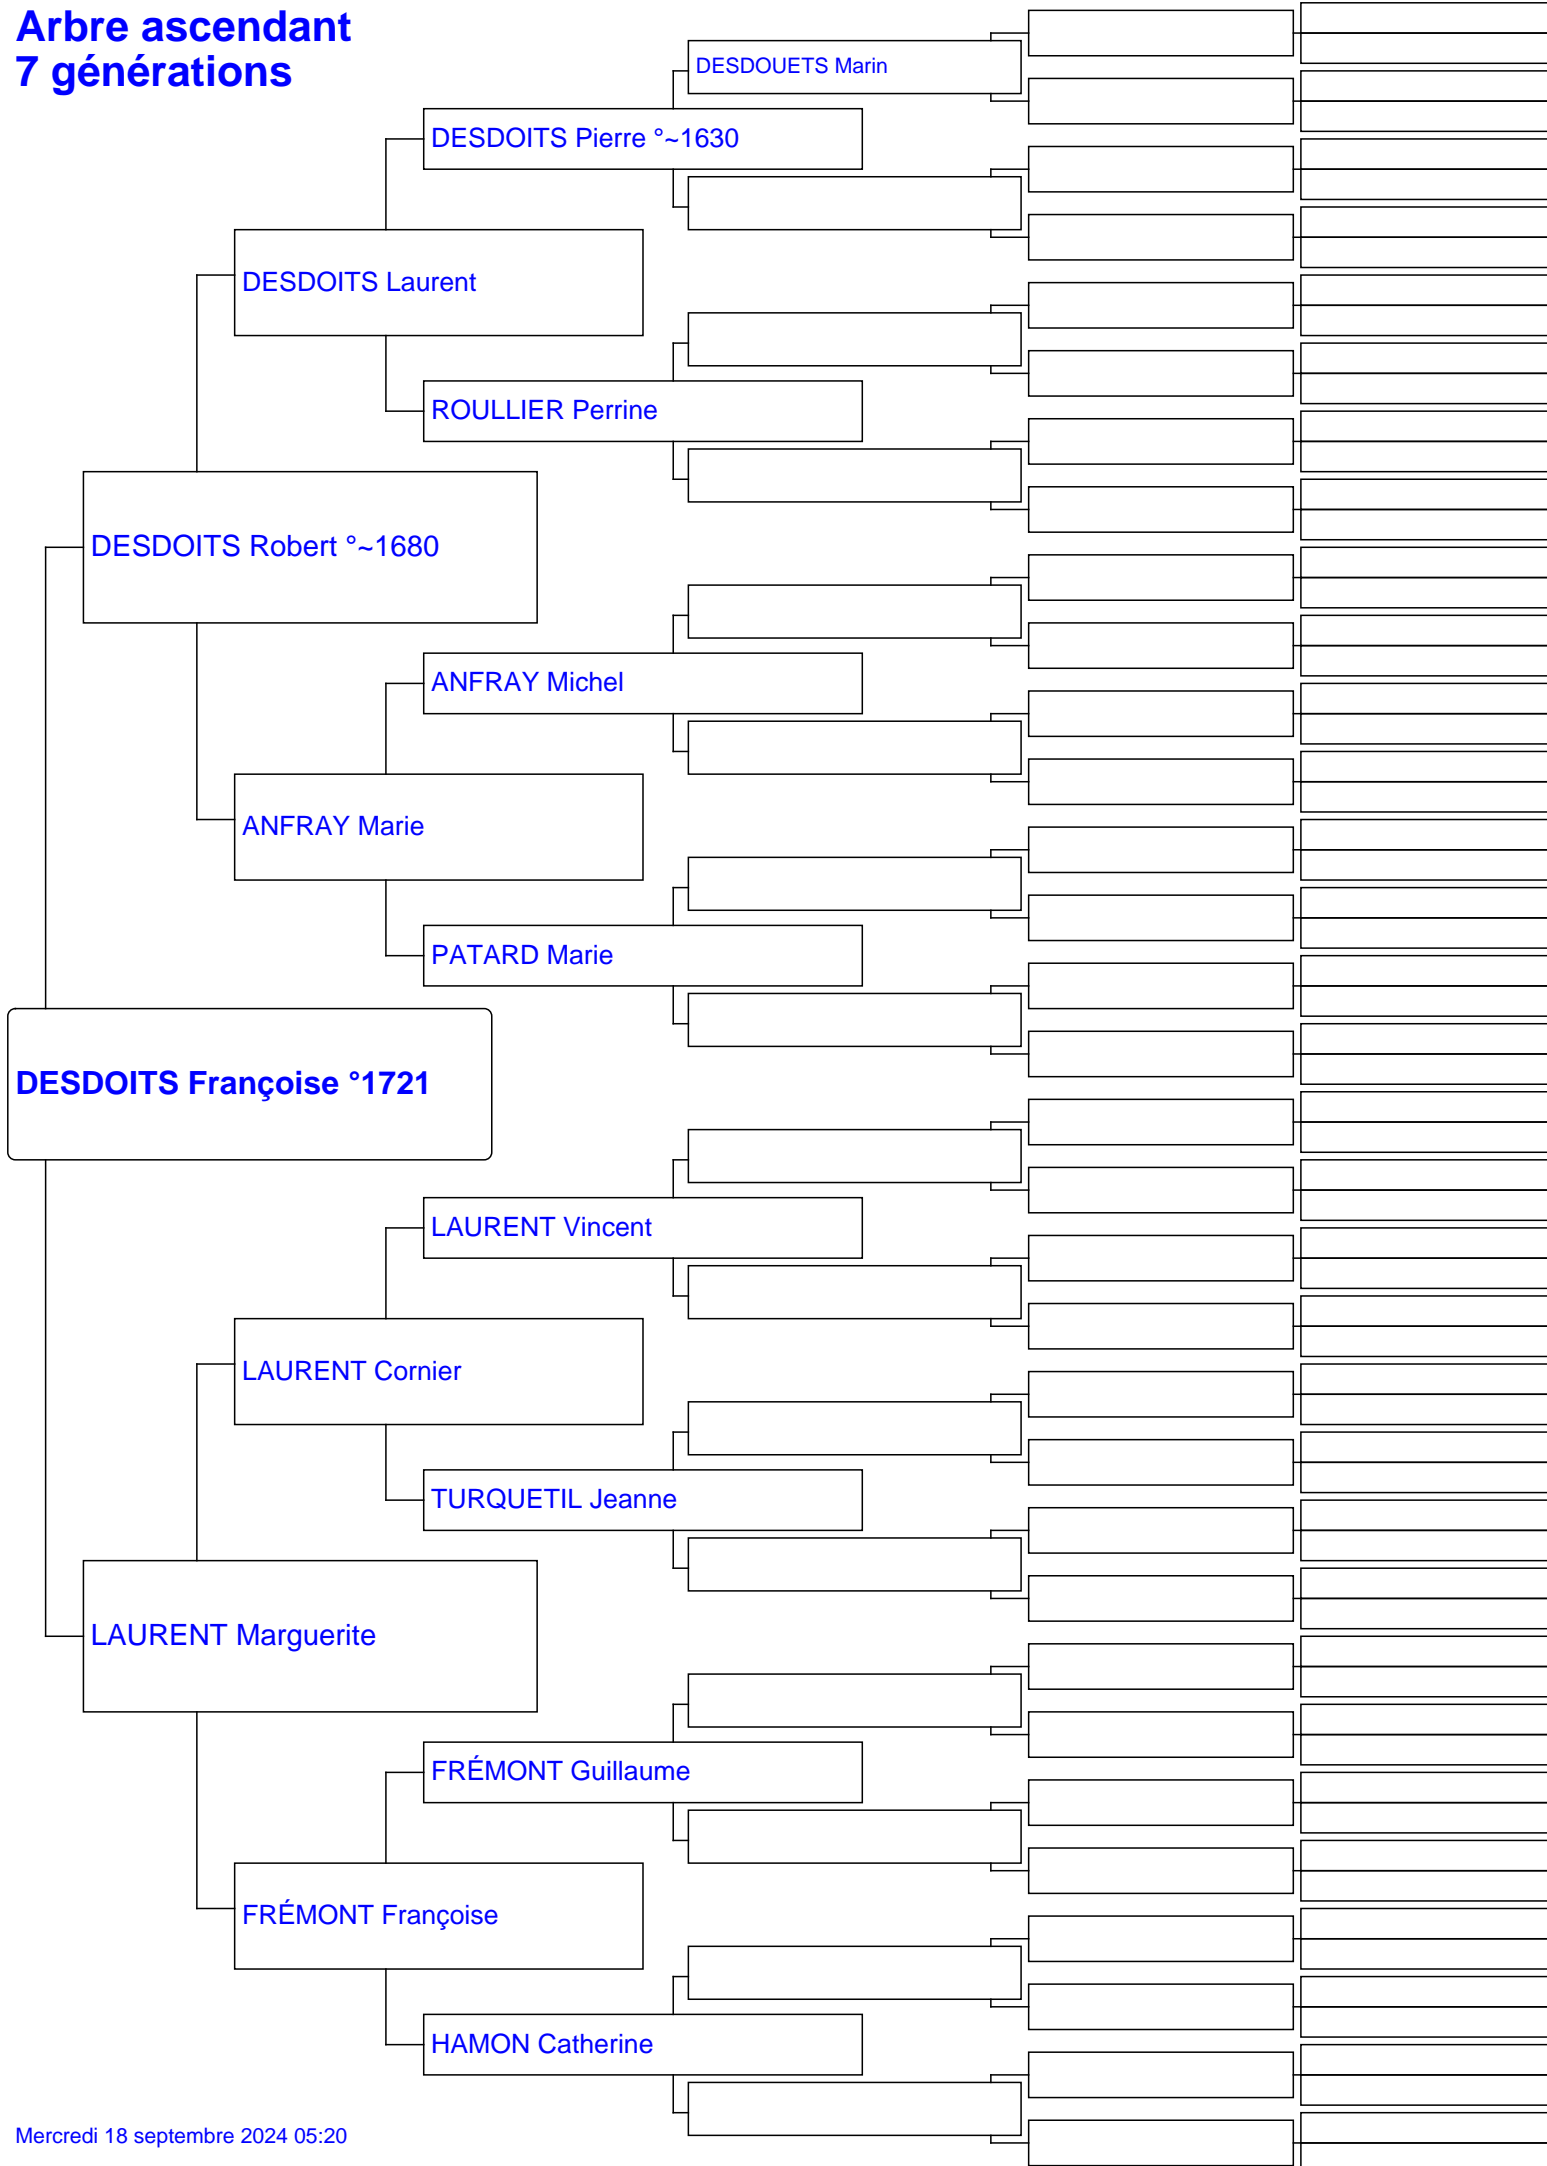 Arbre ascendant
7 générations
DESDOUETS Marin
DESDOITS Pierre °~1630
DESDOITS Laurent
ROULLIER Perrine
DESDOITS Robert °~1680
ANFRAY Michel
ANFRAY Marie
PATARD Marie
DESDOITS Françoise °1721
LAURENT Vincent
LAURENT Cornier
TURQUETIL Jeanne
LAURENT Marguerite
FRÉMONT Guillaume
FRÉMONT Françoise
HAMON Catherine
Mercredi 18 septembre 2024 05:20